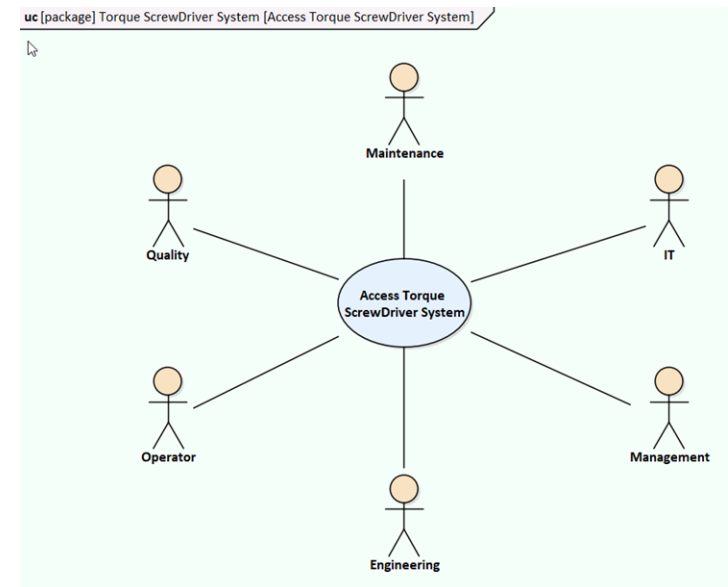 uc [package] Torque ScrewDriver System [Access Torque ScrewDriver System]
Maintenance
Quality
IT
Access Torque
ScrewDriver System
Operator
Management
Engineering